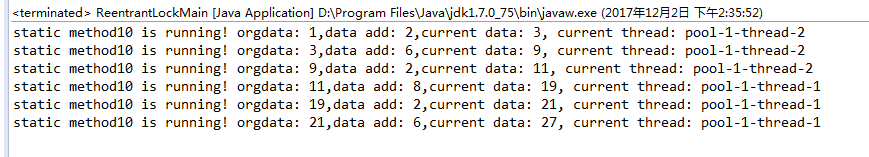 <terminated> ReentrantLockMain [Java Application] D:\Program Files\Java\jdk1.7.0_75\bin\javaw.exe (2017年12月2日 下午2:35:52)
static method10 is running! orgdata: 1,data add: 2,current data: 3, current thread: pool-1-thread-2
static method10 is running! orgdata: 3,data add: 6,current data: 9, current thread: pool-1-thread-2
static method10 is running! orgdata: 9,data add: 2,current data: 11, current thread: pool-1-thread-2
static method10 is running! orgdata: 11,data add: 8,current data: 19, current thread: pool-1-thread-1
static method10 is running! orgdata: 19,data add: 2,current data: 21, current thread: pool-1-thread-1
static method10 is running! orgdata: 21,data add: 6,current data: 27, current thread: pool-1-thread-1